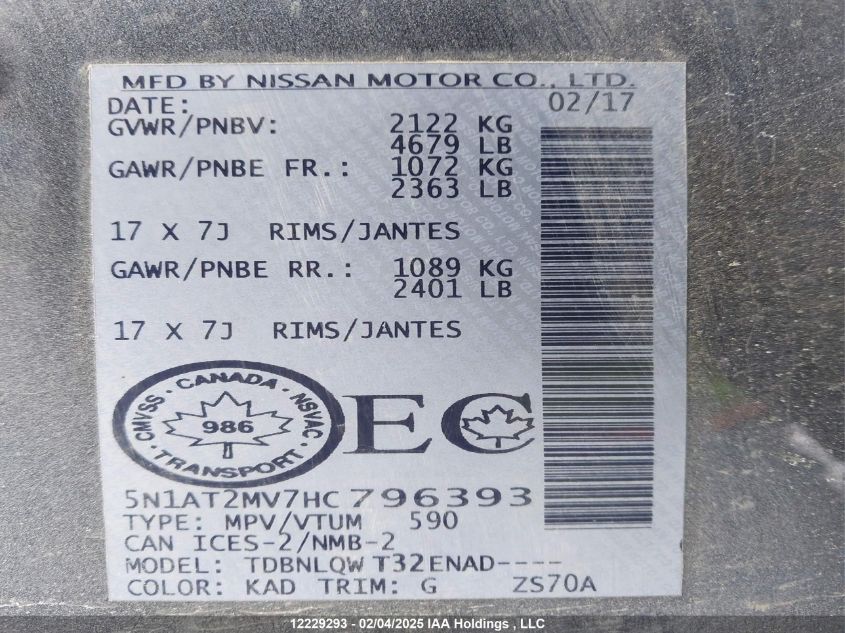 MFD BY NISSAN MOTOR CO., LTD.
DATE: 02/17
GVWR/PNBV: 2122 KG
4679 LB
GAWR/PNBE FR.: 1072 KG
2363 LB
17 X 7J RIMS/JANTES
GAWR/PNBE RR.: 1089 KG
2401 LB
17 X 7J RIMS/JANTES
CANADA
CMVSS 986 NSVAC
TRANSPORT
EC
5N1AT2MV7HC796393
TYPE: MPV/VTUM 590
CAN ICES-2/NMB-2
MODEL: TDBNLQW T32ENAD----
COLOR: KAD TRIM: G ZS70A
12229293 - 02/04/2025 IAA Holdings , LLC